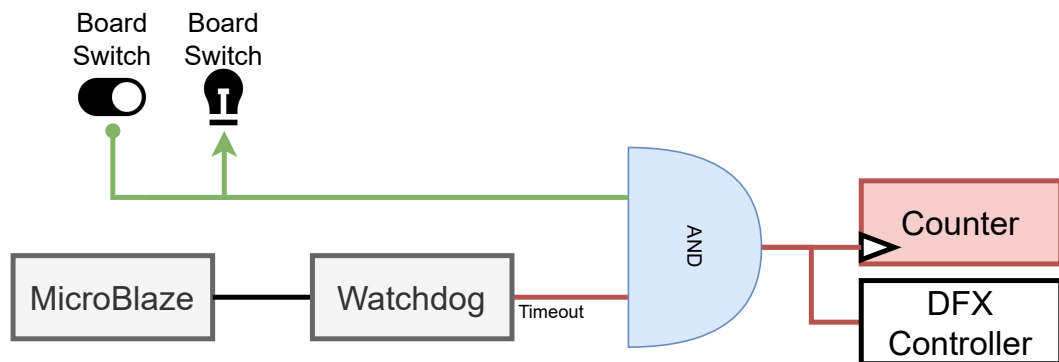 Board
Switch
Board
Switch
AND
Counter
MicroBlaze
Watchdog
Timeout
DFX
Controller